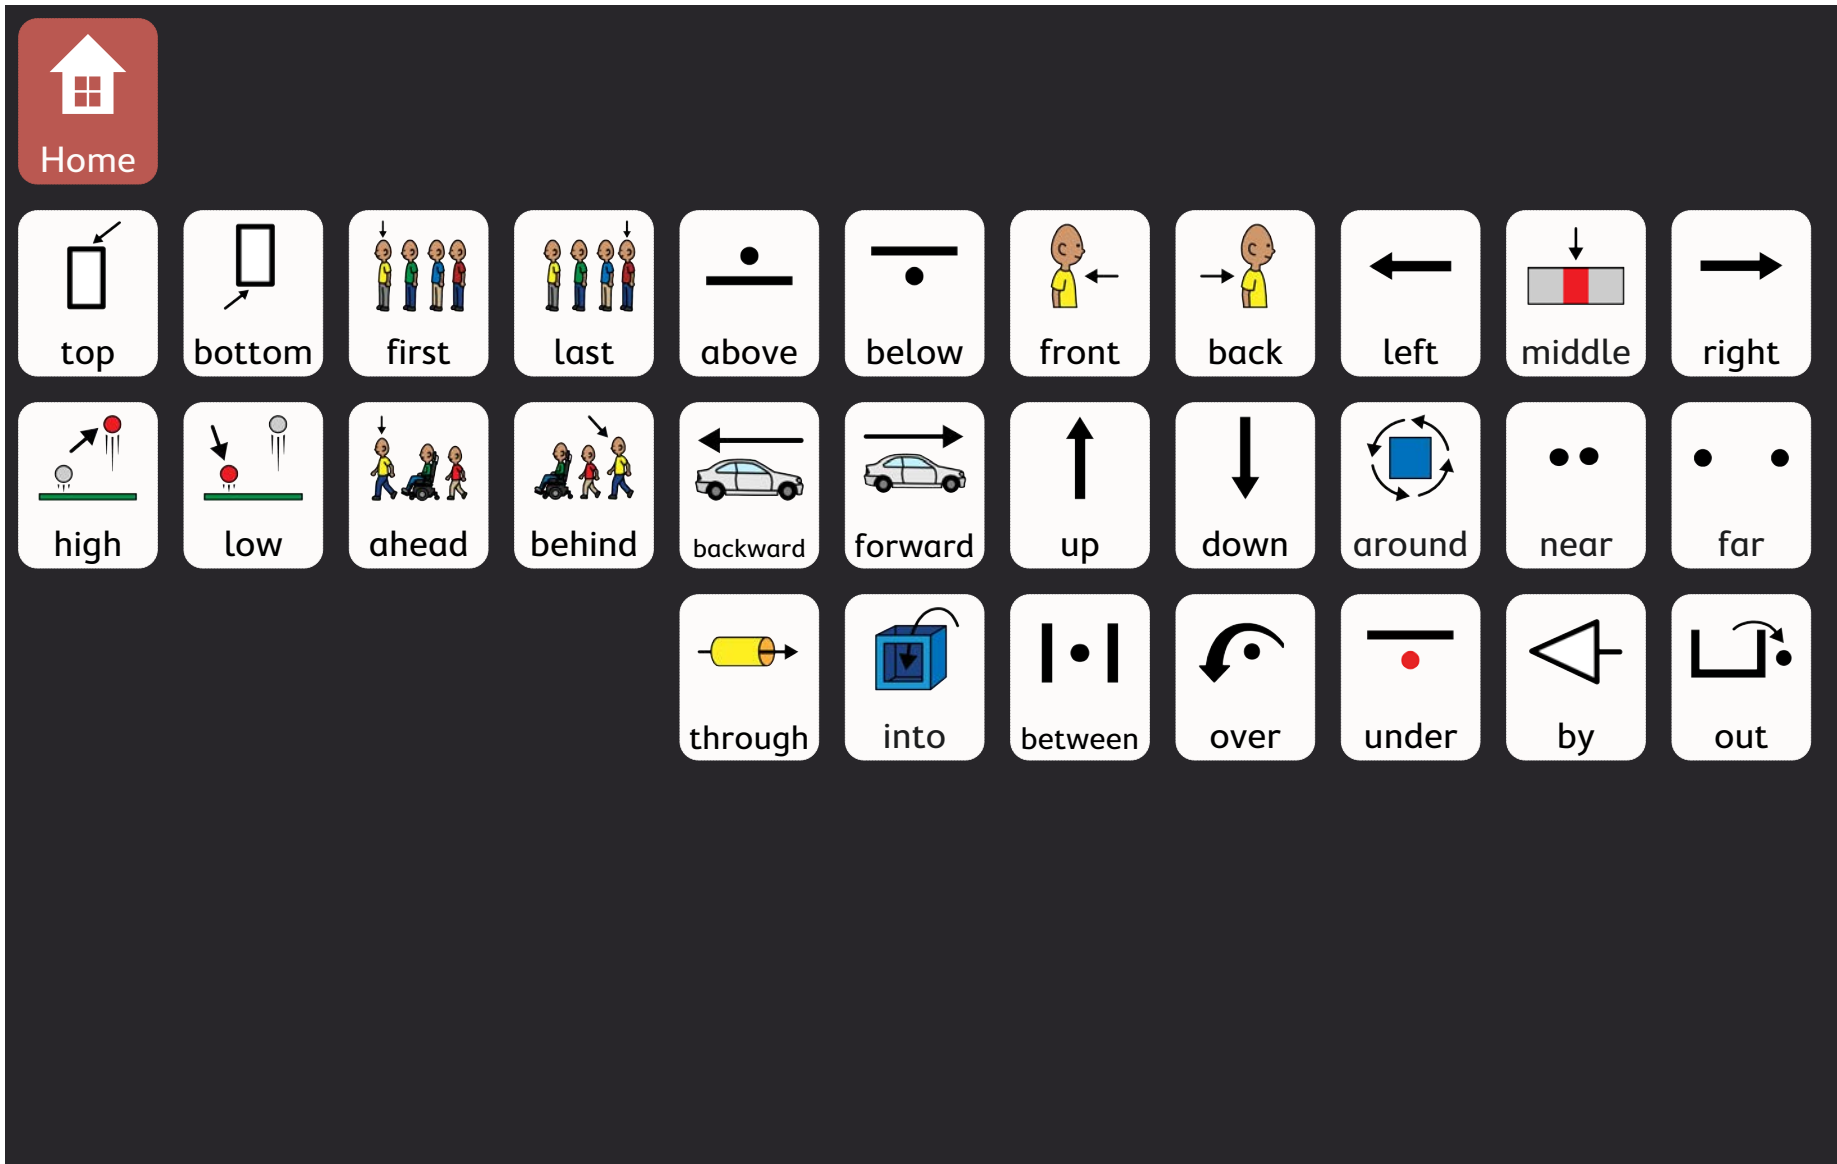 Home
top bottom first last above below front back left middle right
high low ahead behind backward forward up down around near far
through into between over under by out